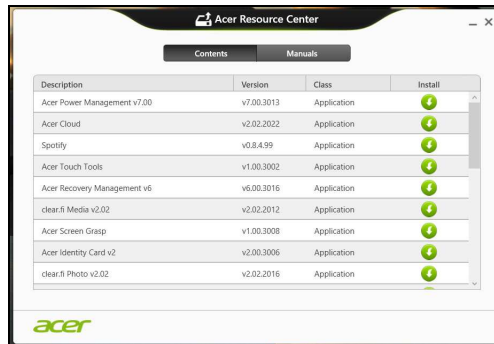 Acer Resource Center
Contents Manuals
Description Version Class Install
Acer Power Management v7.00 v7.00.3013 Application
Acer Cloud v2.02.2022 Application
Spotify v0.8.4.99 Application
Acer Touch Tools v1.00.3002 Application
Acer Recovery Management v6 v6.00.3016 Application
clear.fi Media v2.02 v2.02.2012 Application
Acer Screen Grasp v1.00.3008 Application
Acer Identity Card v2 v2.00.3006 Application
clear.fi Photo v2.02 v2.02.2016 Application
acer